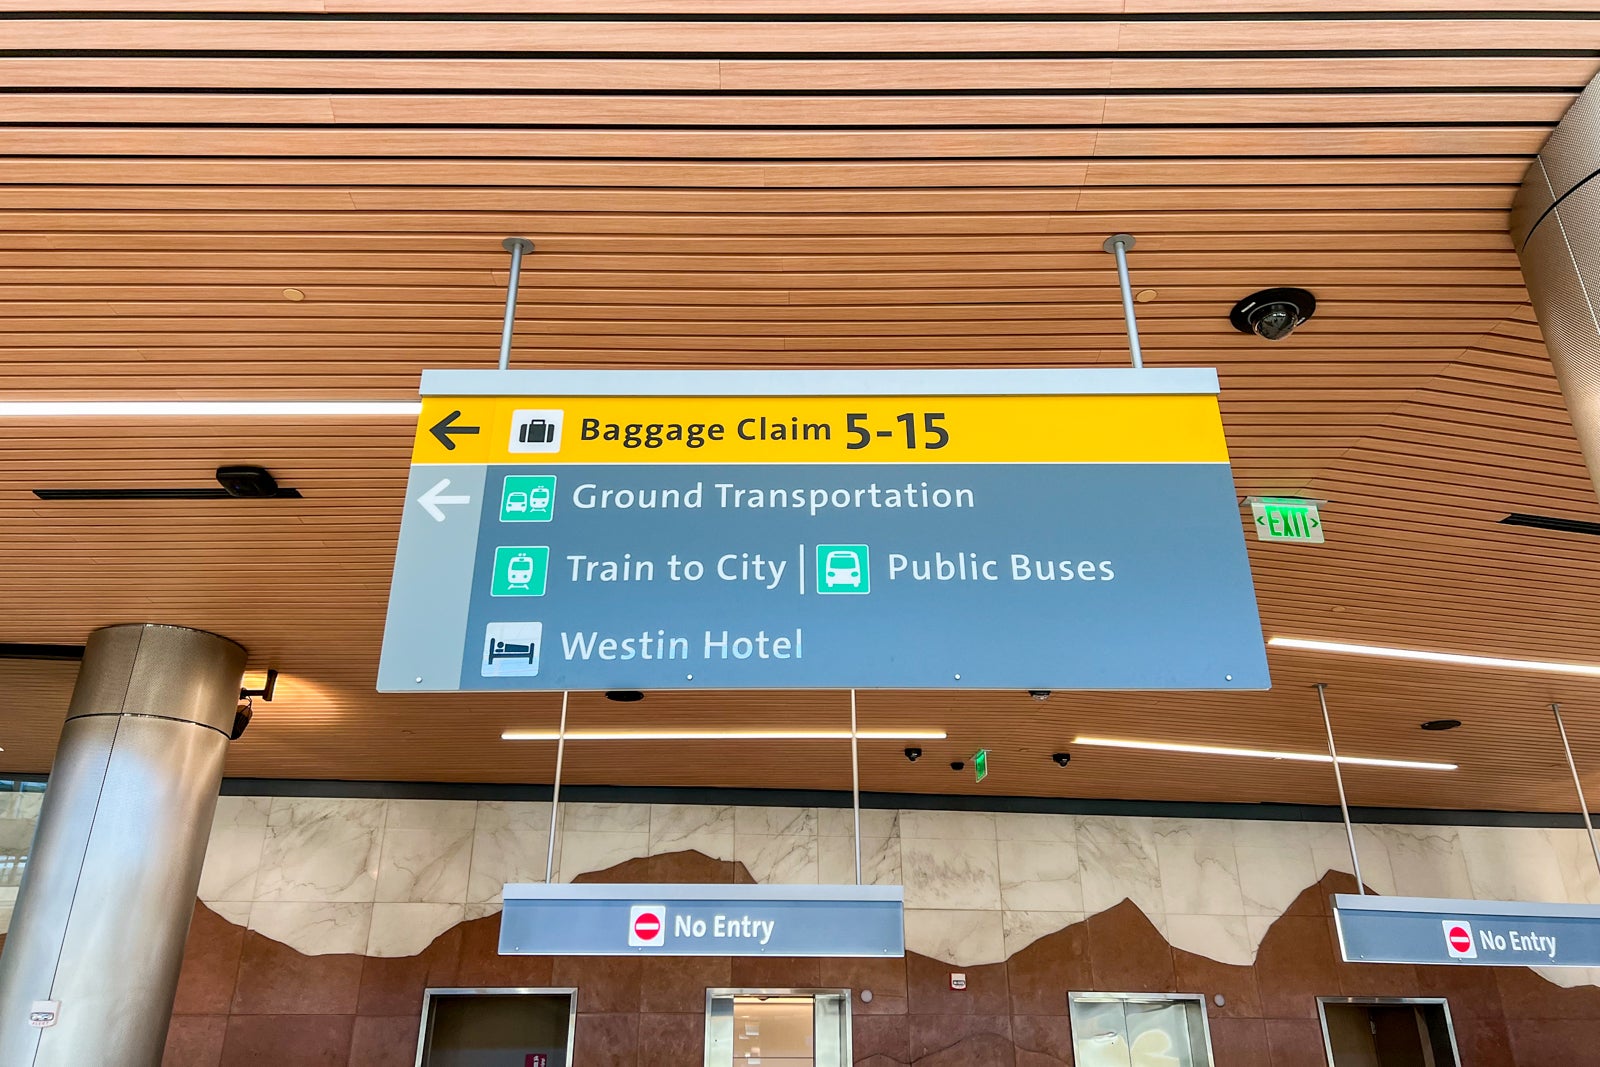 Baggage Claim 5-15
Ground Transportation
Train to City | Public Buses
Westin Hotel
EXIT
No Entry
No Entry